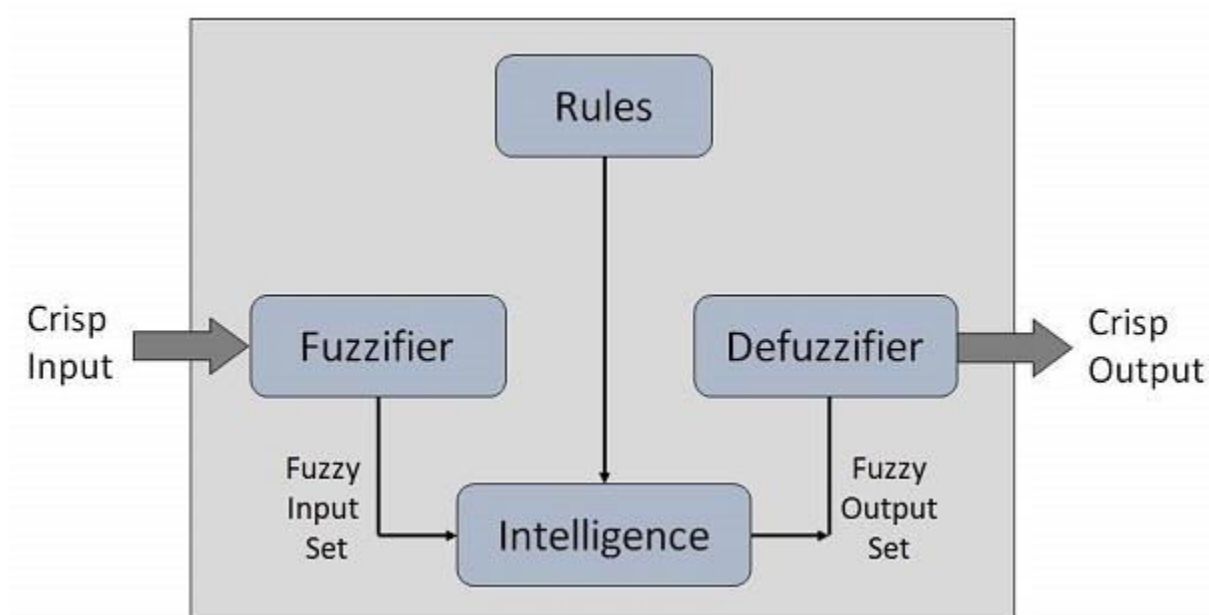 Rules
Crisp
Input
Fuzzifier
Defuzzifier
Crisp
Output
Fuzzy
Input
Set
Intelligence
Fuzzy
Output
Set